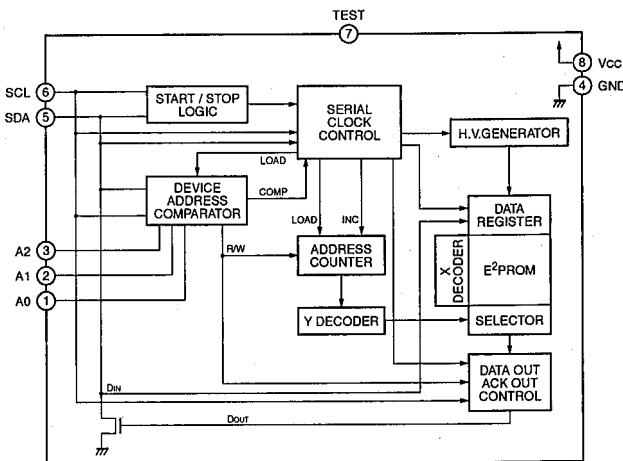 TEST
7
8 VCC
4 GND
SCL 6
SDA 5
START / STOP
LOGIC
SERIAL
CLOCK
CONTROL
H.V.GENERATOR
LOAD
COMP
DEVICE
ADDRESS
COMPARATOR
LOAD
INC
DATA
REGISTER
A2 3
A1 2
A0 1
R/W
ADDRESS
COUNTER
X
DECODER
E²PROM
Y DECODER
SELECTOR
DATA OUT
ACK OUT
CONTROL
DIN
DOUT